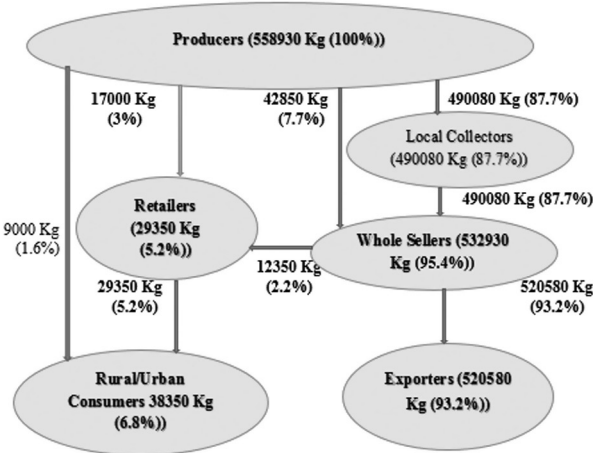 Producers (558930 Kg (100%))
17000 Kg
(3%)
42850 Kg
(7.7%)
490080 Kg (87.7%)
Local Collectors
(490080 Kg (87.7%))
490080 Kg (87.7%)
Retailers
(29350 Kg
(5.2%))
9000 Kg
(1.6%)
Whole Sellers (532930
Kg (95.4%))
12350 Kg
(2.2%)
29350 Kg
(5.2%)
520580 Kg
(93.2%)
Rural/Urban
Consumers 38350 Kg
(6.8%))
Exporters (520580
Kg (93.2%))